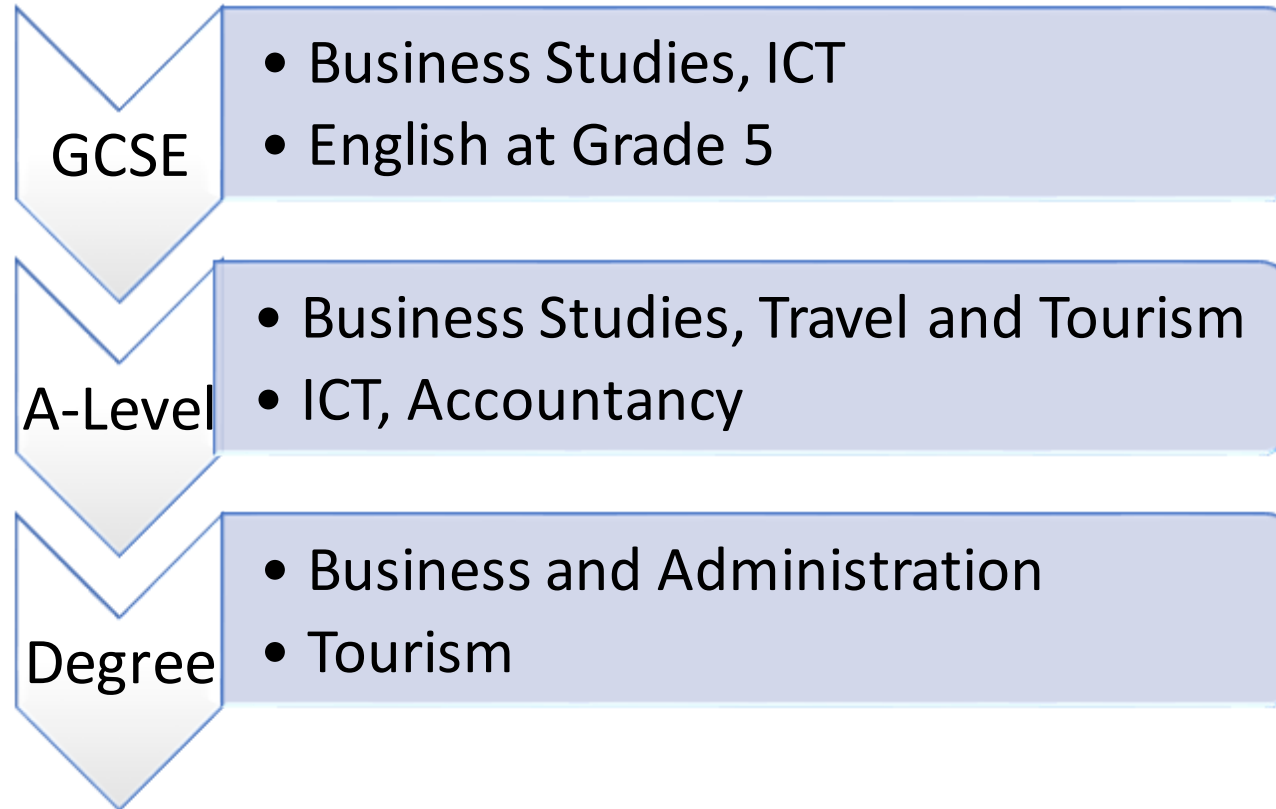 GCSE
• Business Studies, ICT
• English at Grade 5
A-Level
• Business Studies, Travel and Tourism
• ICT, Accountancy
Degree
• Business and Administration
• Tourism